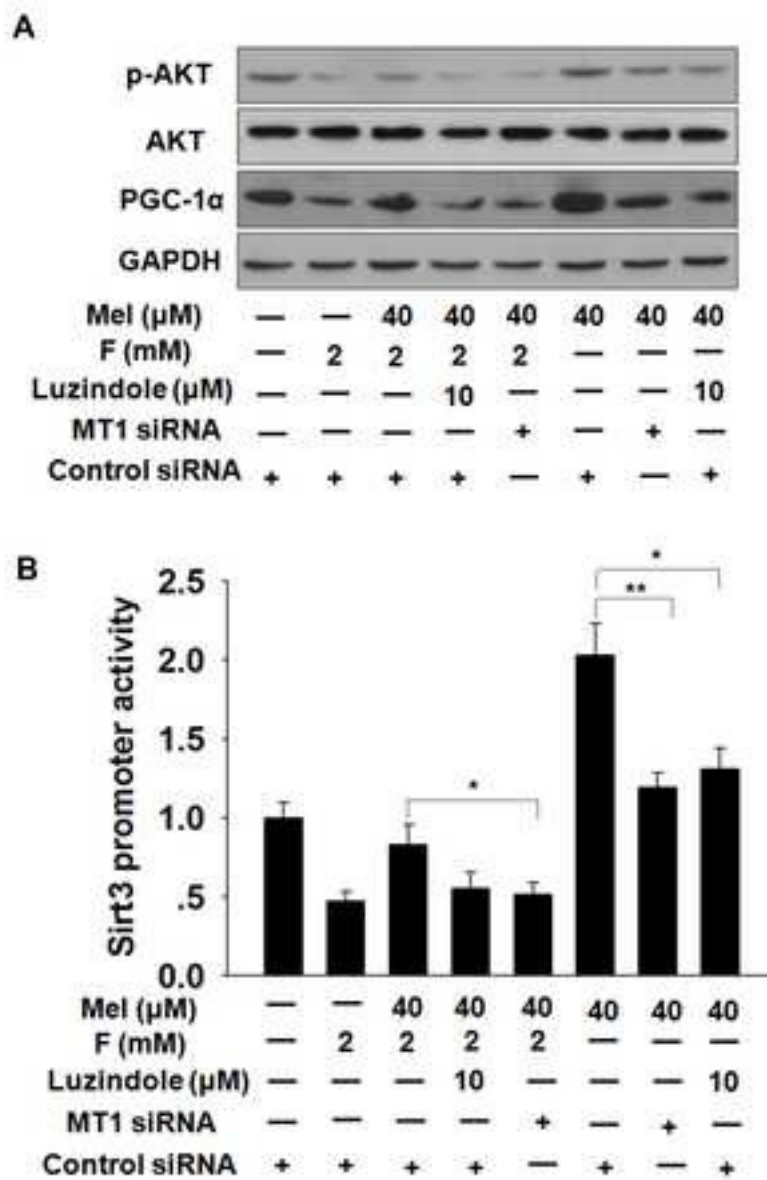 A
p-AKT
AKT
PGC-1α
GAPDH
Mel (µM) — — 40 40 40 40 40 40
F (mM) — 2 2 2 2 — — —
Luzindole (µM) — — — 10 — — — 10
MT1 siRNA — — — — + — + —
Control siRNA + + + + — + — +
B
Sirt3 promoter activity
2.5
2.0
1.5
1.0
.5
0.0
*
**
*
Mel (µM) — — 40 40 40 40 40 40
F (mM) — 2 2 2 2 — — —
Luzindole (µM) — — — 10 — — — 10
MT1 siRNA — — — — + — + —
Control siRNA + + + + — + — +